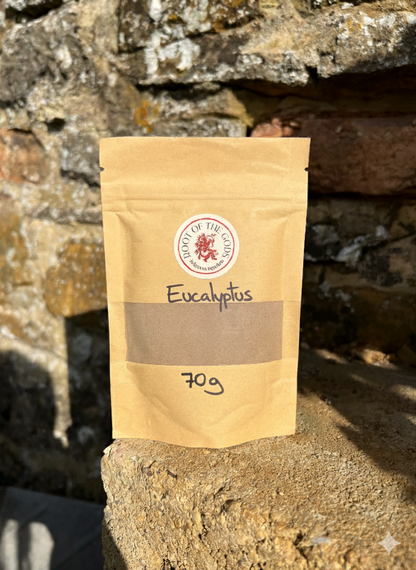 ROOT OF THE GODS
Eucalyptus
70g